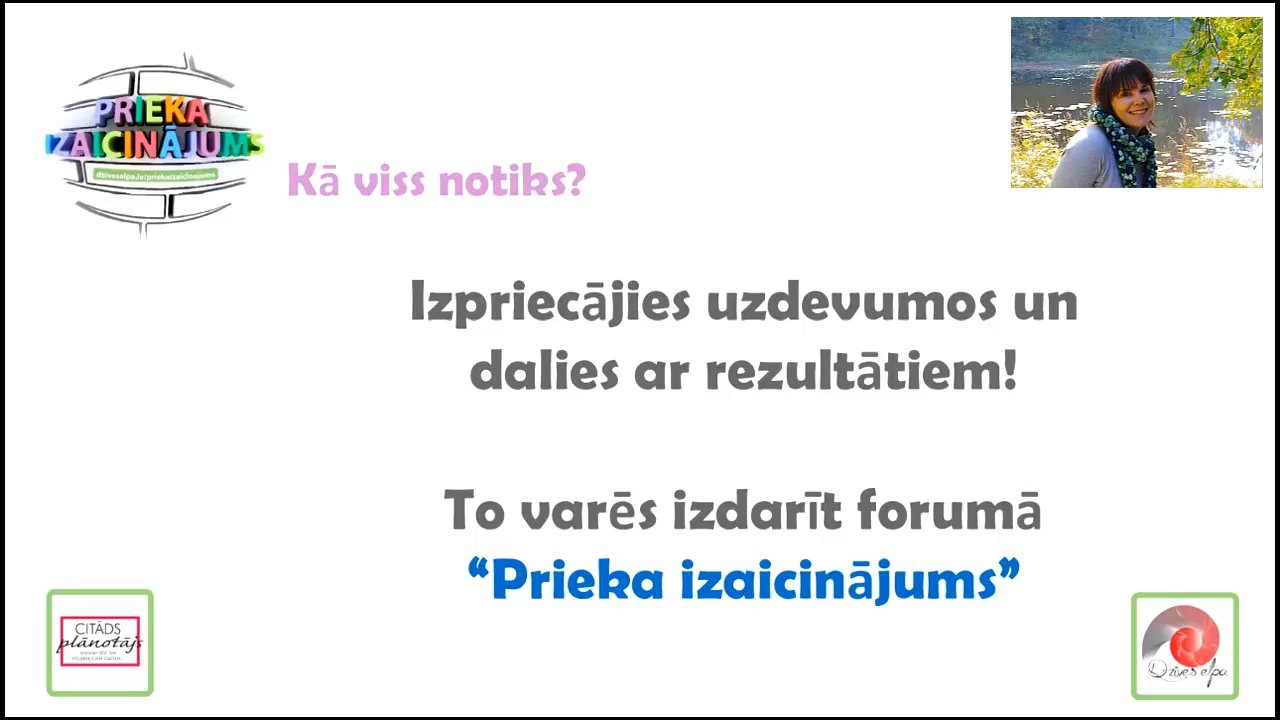 PRIEKA
IZAICINĀJUMS
dziveselpa.lv/priekaizaicinajums
Kā viss notiks?
Izpriecājies uzdevumos un
dalies ar rezultātiem!
To varēs izdarīt forumā
“Prieka izaicinājums”
CITĀDS
plānotājs
Dzīves elpa